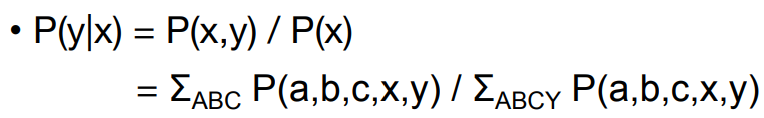 • P(y|x) = P(x,y) / P(x)
= Σ_ABC P(a,b,c,x,y) / Σ_ABCY P(a,b,c,x,y)